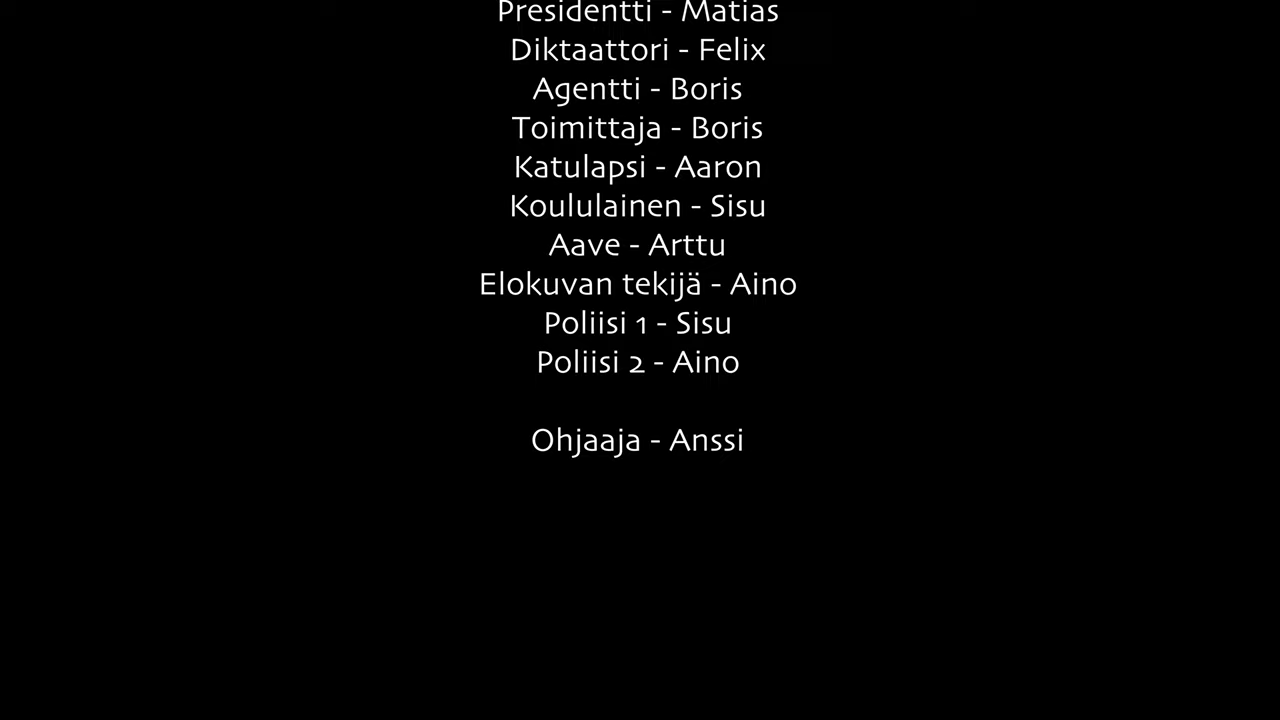 Presidentti - Matias
Diktaattori - Felix
Agentti - Boris
Toimittaja - Boris
Katulapsi - Aaron
Koululainen - Sisu
Aave - Arttu
Elokuvan tekijä - Aino
Poliisi 1 - Sisu
Poliisi 2 - Aino
Ohjaaja - Anssi